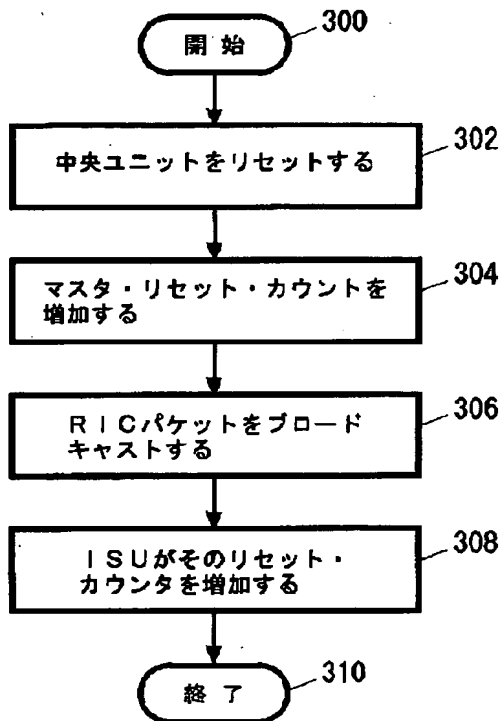 開始
300
中央ユニットをリセットする
302
マスタ・リセット・カウントを
増加する
304
RICパケットをブロード
キャストする
306
ISUがそのリセット・
カウンタを増加する
308
終了
310